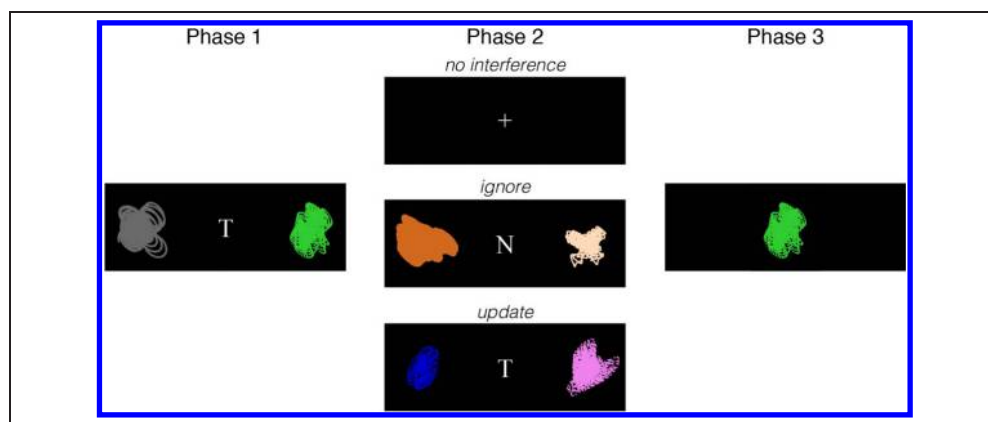 Phase 1 Phase 2 Phase 3
no interference
+
ignore
T N
update
T